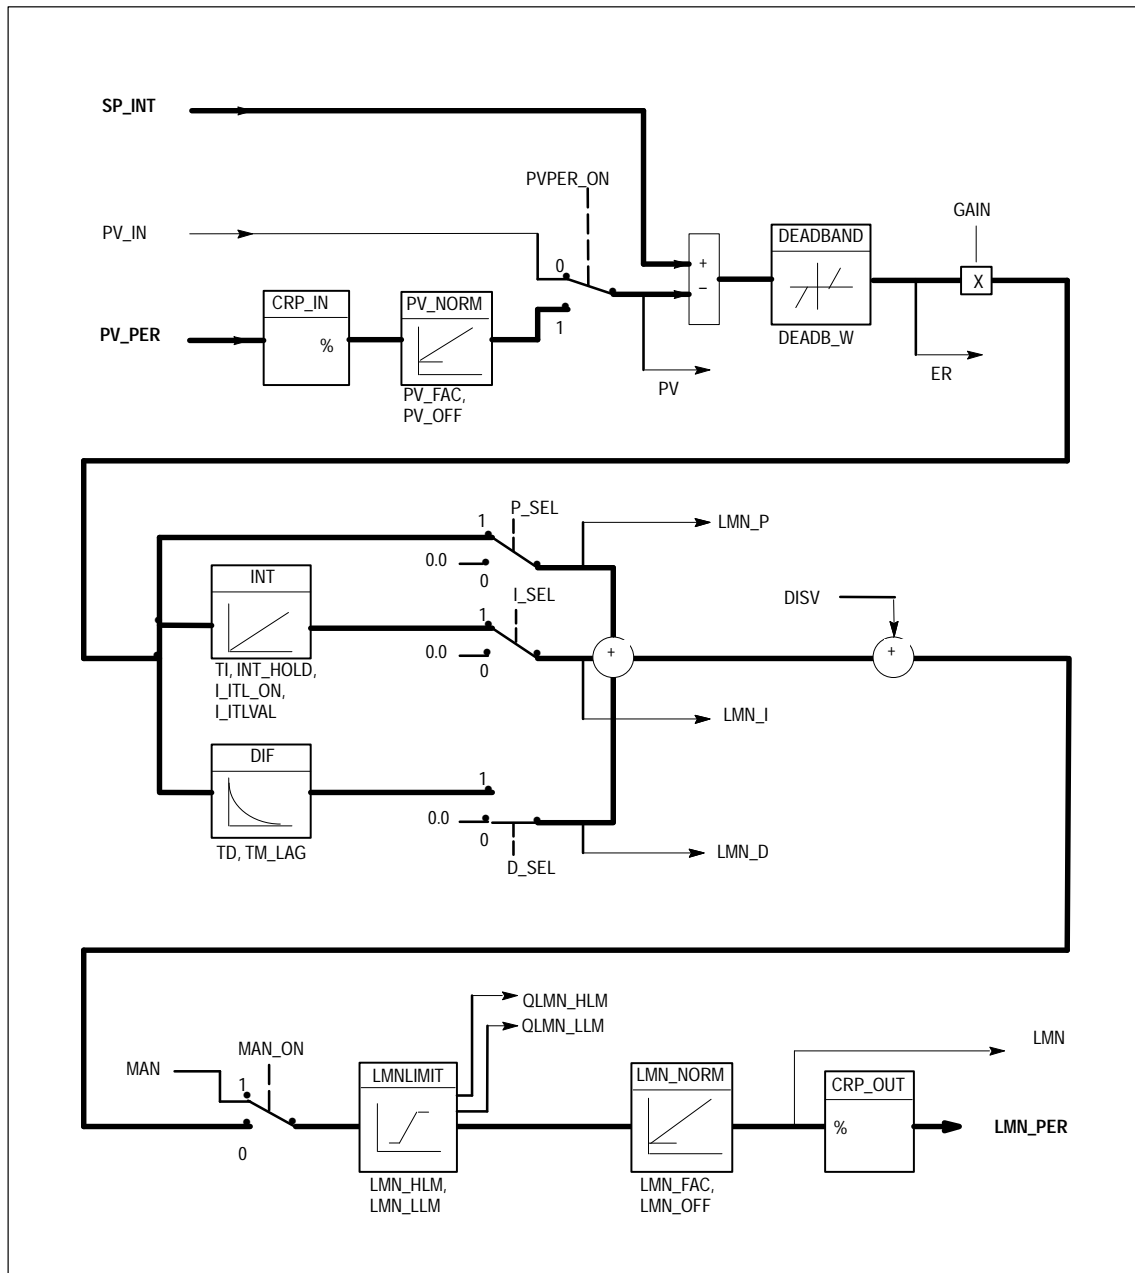 SP_INT
PVPER_ON
GAIN
PV_IN
DEADBAND
0
+
CRP_IN
PV_NORM
–
X
PV_PER
%
1
DEADB_W
PV
ER
PV_FAC,
PV_OFF
P_SEL
LMN_P
1
0.0
0
INT
I_SEL
DISV
1
0.0
+
+
0
TI, INT_HOLD,
I_ITL_ON,
I_ITLVAL
LMN_I
DIF
1
0.0
0
TD, TM_LAG
D_SEL
LMN_D
QLMN_HLM
QLMN_LLM
LMN
MAN_ON
MAN
LMNLIMIT
LMN_NORM
CRP_OUT
1
%
LMN_PER
0
LMN_HLM,
LMN_LLM
LMN_FAC,
LMN_OFF